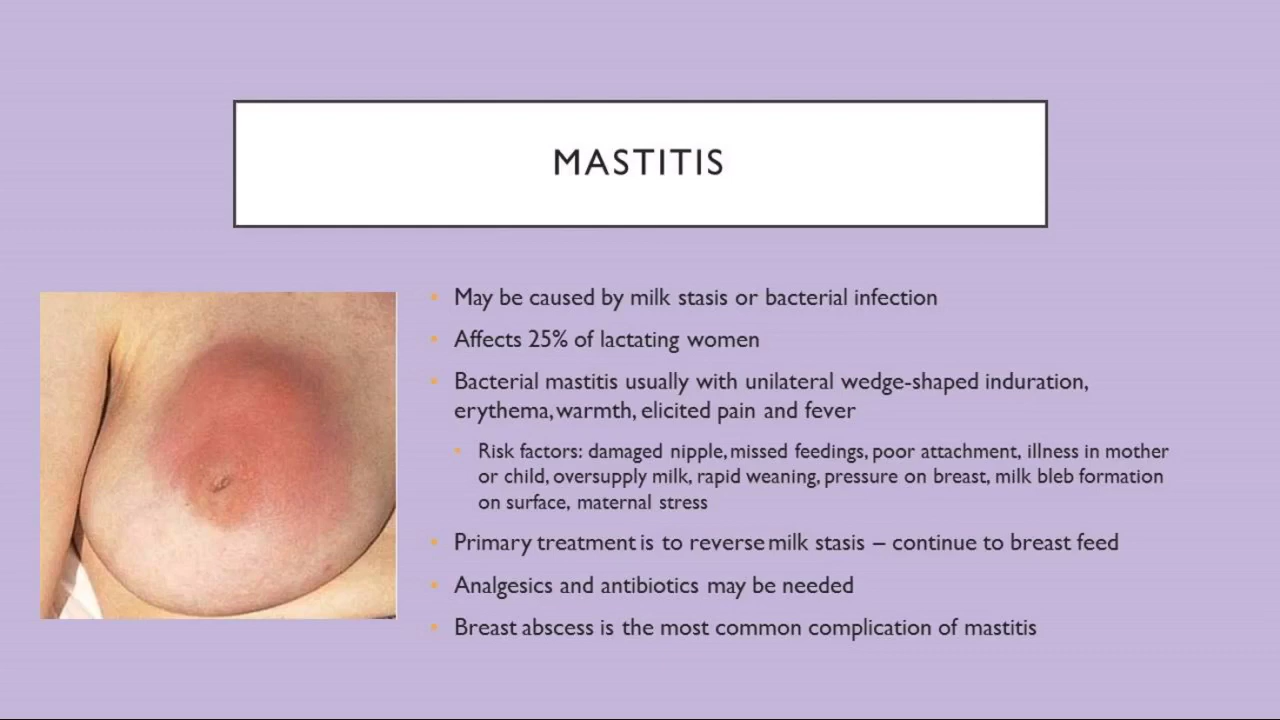 MASTITIS
May be caused by milk stasis or bacterial infection
Affects 25% of lactating women
Bacterial mastitis usually with unilateral wedge-shaped induration,
erythema, warmth, elicited pain and fever
Risk factors: damaged nipple, missed feedings, poor attachment, illness in mother
or child, oversupply milk, rapid weaning, pressure on breast, milk bleb formation
on surface, maternal stress
Primary treatment is to reverse milk stasis – continue to breast feed
Analgesics and antibiotics may be needed
Breast abscess is the most common complication of mastitis